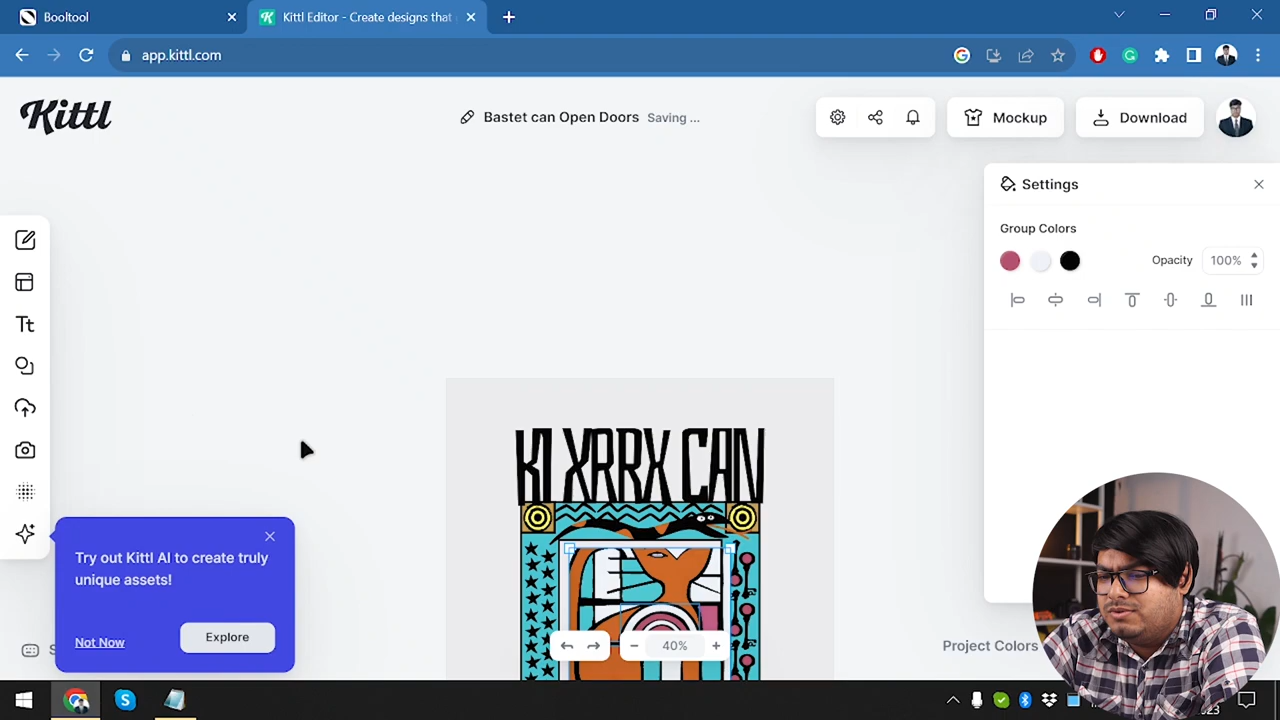 Booltool
Kittl Editor - Create designs that
app.kittl.com
Kittl
Bastet can Open Doors Saving ...
Mockup
Download
Settings
Group Colors
Opacity 100%
Tt
KI XRRX CAN
Try out Kittl AI to create truly
unique assets!
Not Now
Explore
40%
Project Colors